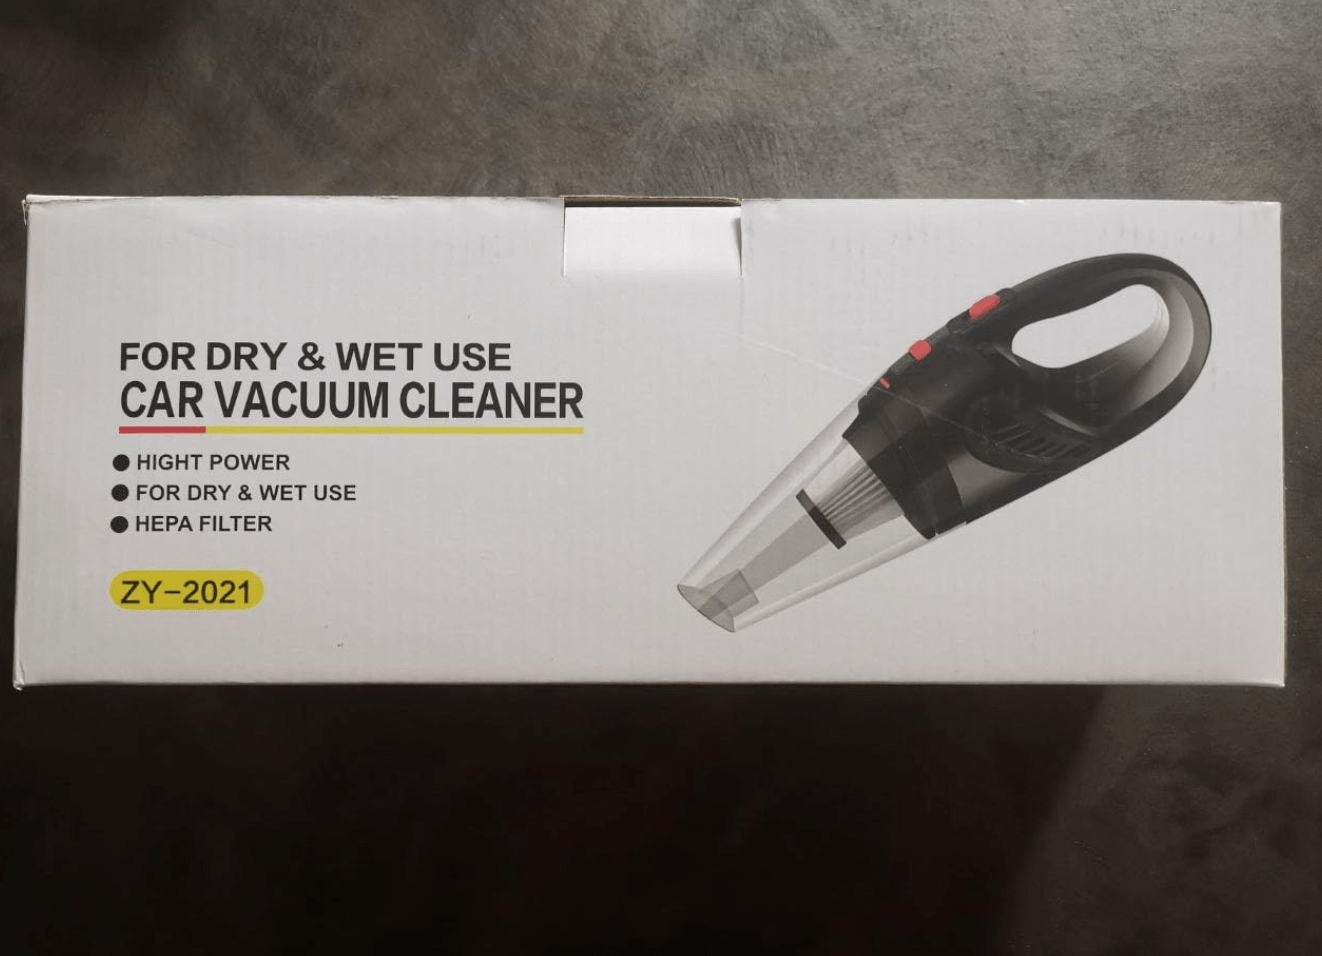 FOR DRY & WET USE
CAR VACUUM CLEANER
● HIGHT POWER
● FOR DRY & WET USE
● HEPA FILTER
ZY-2021